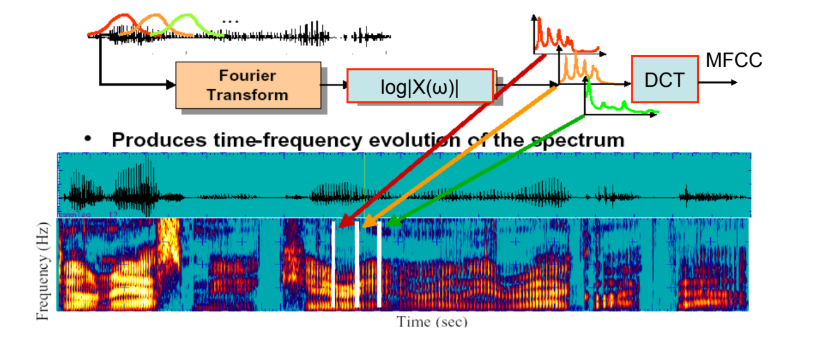 ...
MFCC
Fourier
Transform
log|X(ω)|
DCT
• Produces time-frequency evolution of the spectrum
Frequency (Hz)
Time (sec)